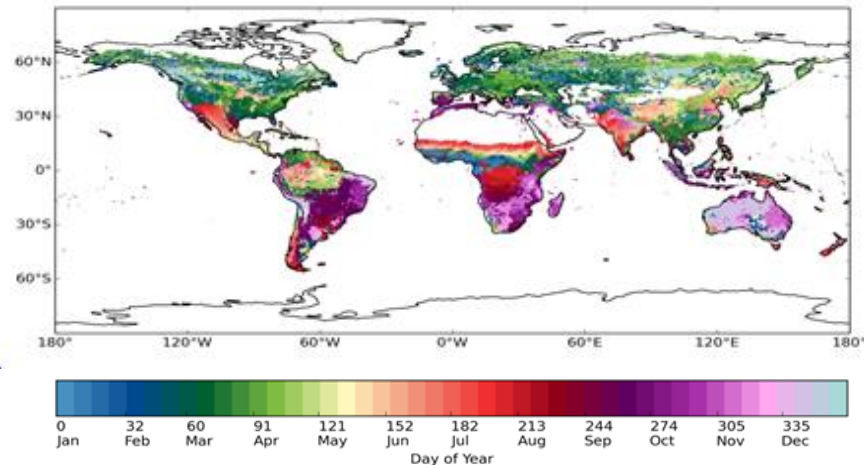 60°N
30°N
0°
30°S
60°S
180° 120°W 60°W 0°W 60°E 120°E 180°
0 32 60 91 121 152 182 213 244 274 305 335
Jan Feb Mar Apr May Jun Jul Aug Sep Oct Nov Dec
Day of Year